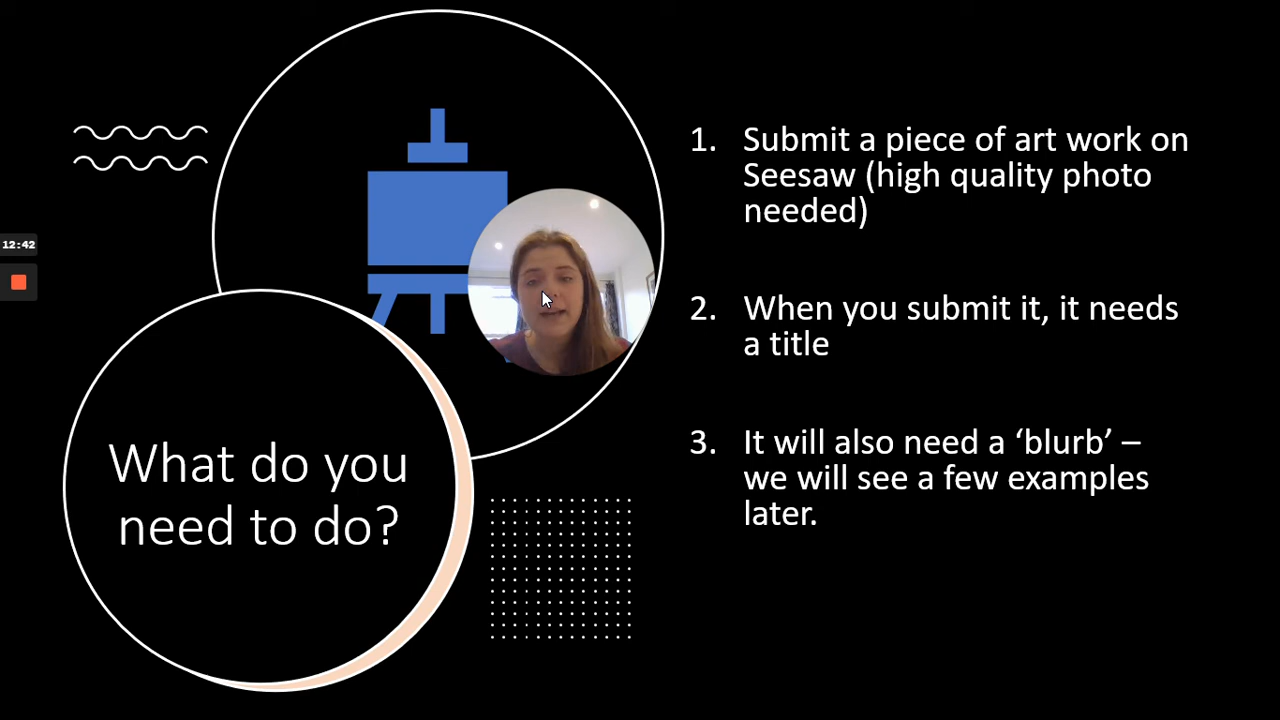 12:42
What do you
need to do?
1. Submit a piece of art work on
Seesaw (high quality photo
needed)
2. When you submit it, it needs
a title
3. It will also need a ‘blurb’ –
we will see a few examples
later.